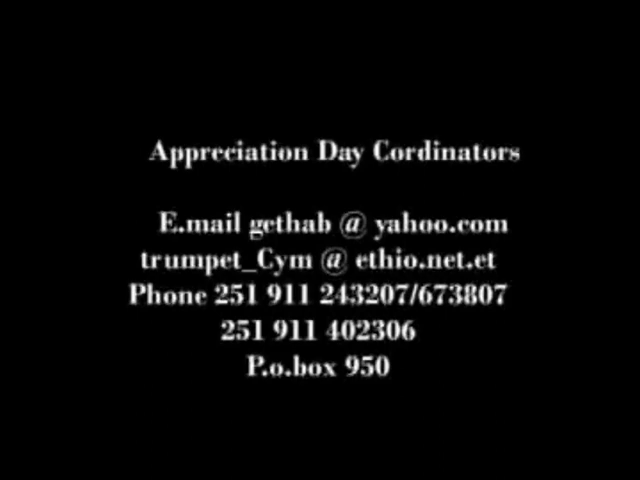 Appreciation Day Cordinators
E.mail gethab @ yahoo.com
trumpet_Cym @ ethio.net.et
Phone 251 911 243207/673807
251 911 402306
P.o.box 950